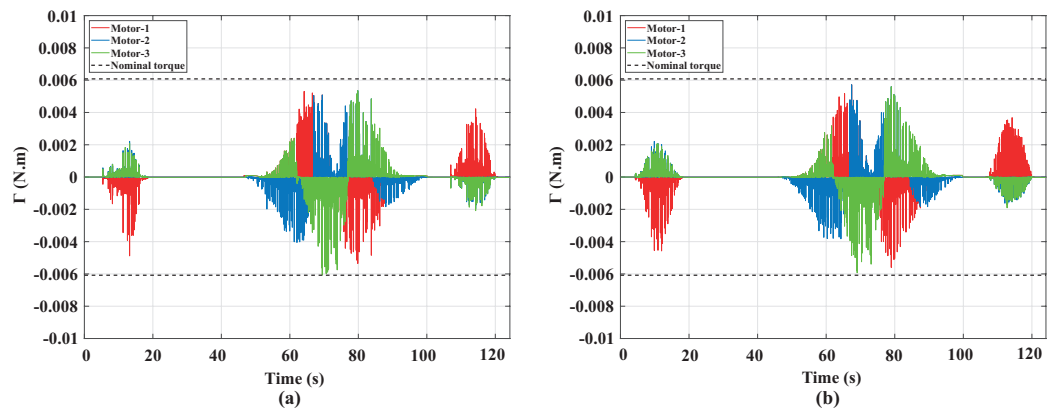 0.01
0.008
0.006
0.004
0.002
0
-0.002
-0.004
-0.006
-0.008
-0.01
Γ (N.m)
Motor-1
Motor-2
Motor-3
Nominal torque
0 20 40 60 80 100 120
Time (s)
(a)
0.01
0.008
0.006
0.004
0.002
0
-0.002
-0.004
-0.006
-0.008
-0.01
Γ (N.m)
Motor-1
Motor-2
Motor-3
Nominal torque
0 20 40 60 80 100 120
Time (s)
(b)